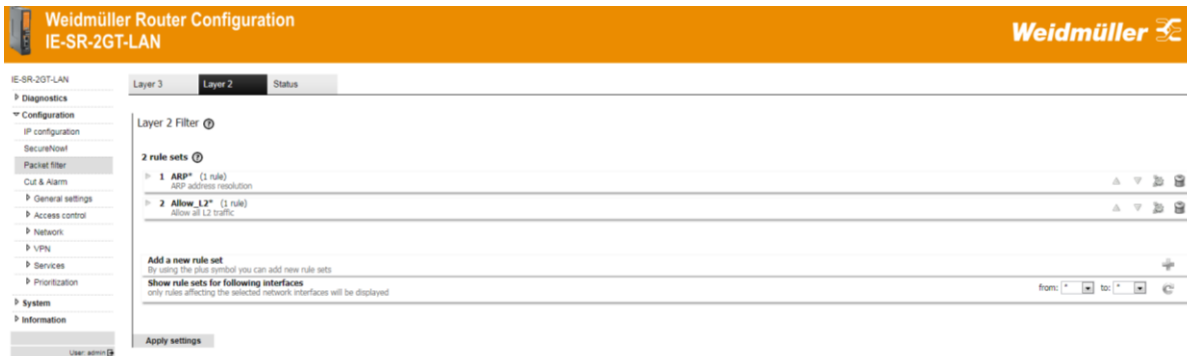 Weidmüller Router Configuration
IE-SR-2GT-LAN
Weidmüller
IE-SR-2GT-LAN
Diagnostics
Configuration
IP configuration
SecureNow!
Packet filter
Cut & Alarm
General settings
Access control
Network
VPN
Services
Prioritization
System
Information
User: admin
Layer 3 Layer 2 Status
Layer 2 Filter ?
2 rule sets ?
1 ARP* (1 rule)
ARP address resolution
2 Allow_L2* (1 rule)
Allow all L2 traffic
Add a new rule set
By using the plus symbol you can add new rule sets
Show rule sets for following interfaces
only rules affecting the selected network interfaces will be displayed
from: * to: *
Apply settings